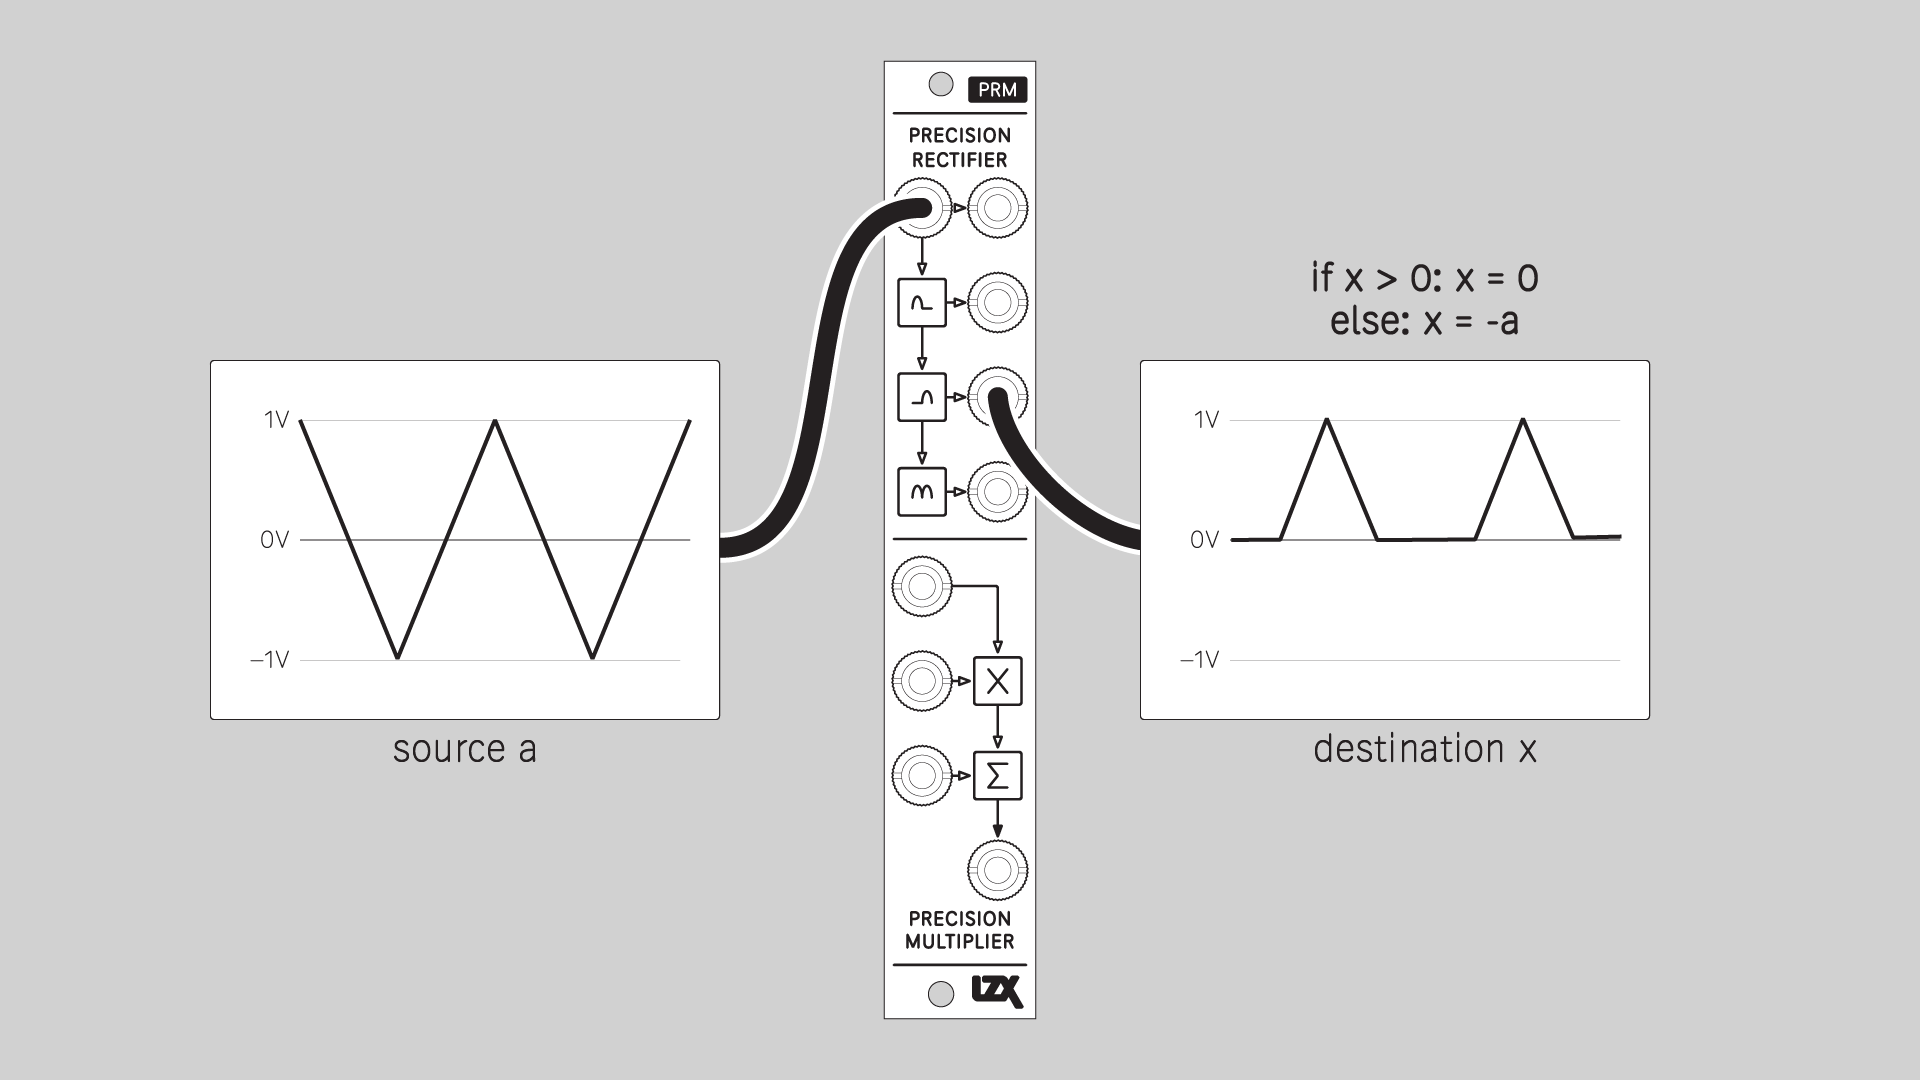 PRM
PRECISION
RECTIFIER
if x > 0: x = 0
else: x = -a
1V
0V
–1V
source a
1V
0V
–1V
destination x
X
Σ
PRECISION
MULTIPLIER
LZX